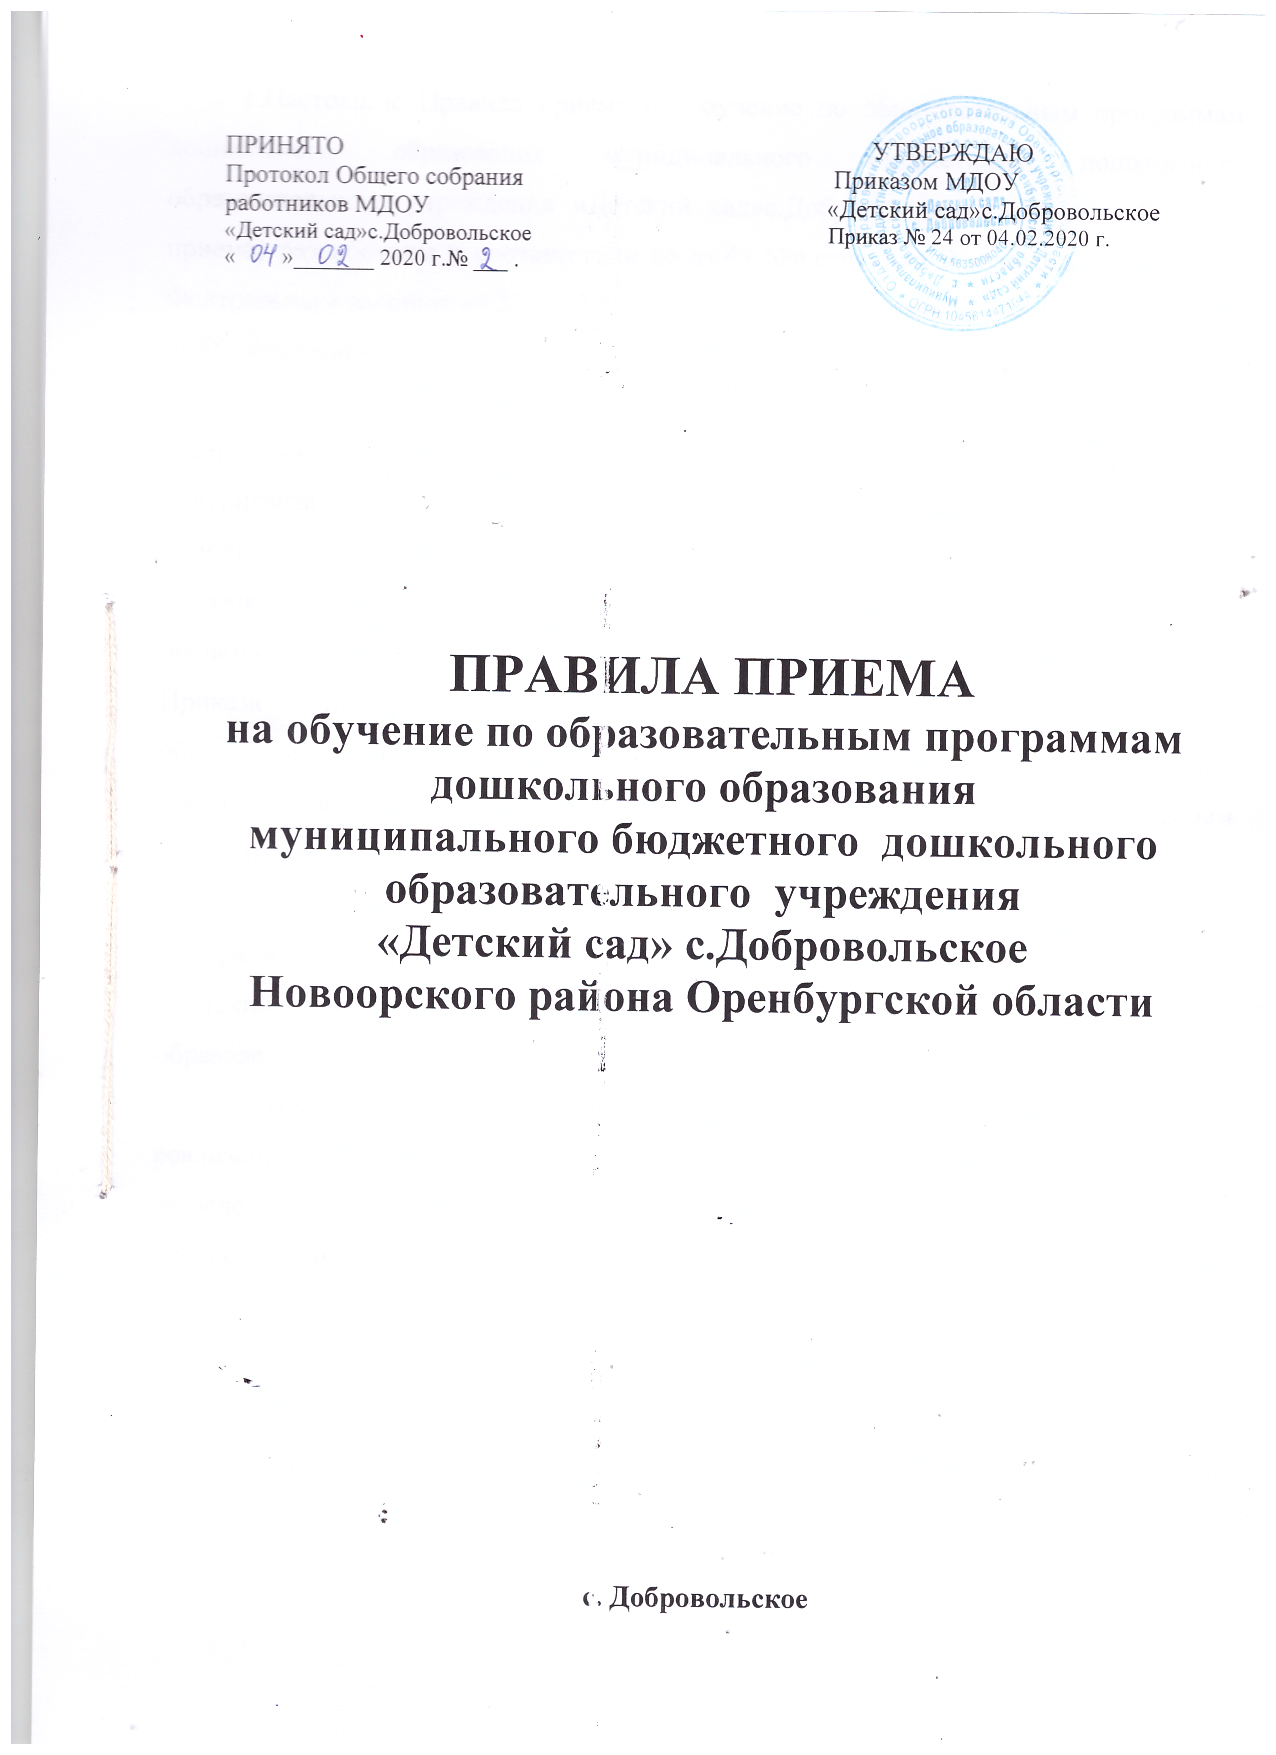 ПРИНЯТО
Протокол Общего собрания
работников МДОУ
«Детский сад»с.Добровольское
« 04 » 02 2020 г.№ 2 .
УТВЕРЖДАЮ
Приказом МДОУ
«Детский сад»с.Добровольское
Приказ № 24 от 04.02.2020 г.
ПРАВИЛА ПРИЕМА
на обучение по образовательным программам
дошкольного образования
муниципального бюджетного дошкольного
образовательного учреждения
«Детский сад» с.Добровольское
Новоорского района Оренбургской области
с. Добровольское